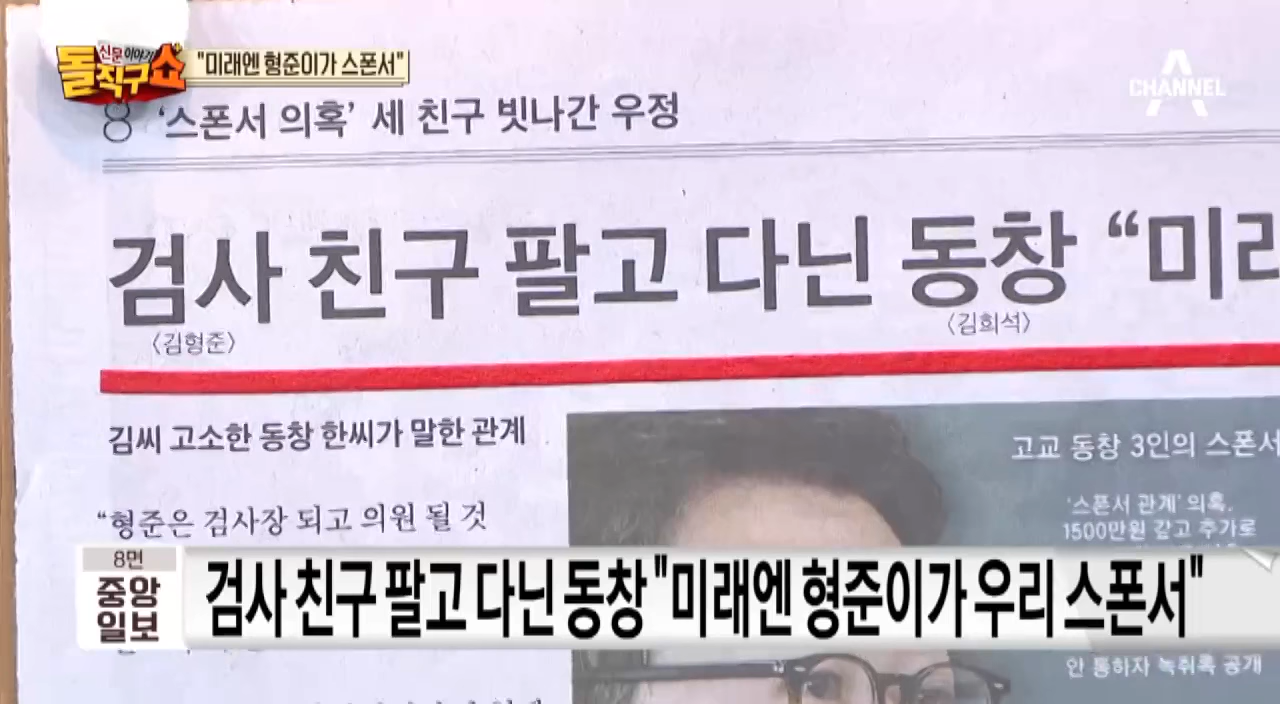 신문이야기
돌직구쇼+
"미래엔 형준이가 스폰서"
CHANNEL A
8 ‘스폰서 의혹’ 세 친구 빗나간 우정
검사 친구 팔고 다닌 동창 “미래
〈김형준〉
〈김희석〉
김씨 고소한 동창 한씨가 말한 관계
고교 동창 3인의 스폰서
“형준은 검사장 되고 의원 될 것
‘스폰서 관계’ 의혹.
1500만원 갚고 추가로
8면
중앙일보
검사 친구 팔고 다닌 동창 "미래엔 형준이가 우리 스폰서"
안 통하자 녹취록 공개